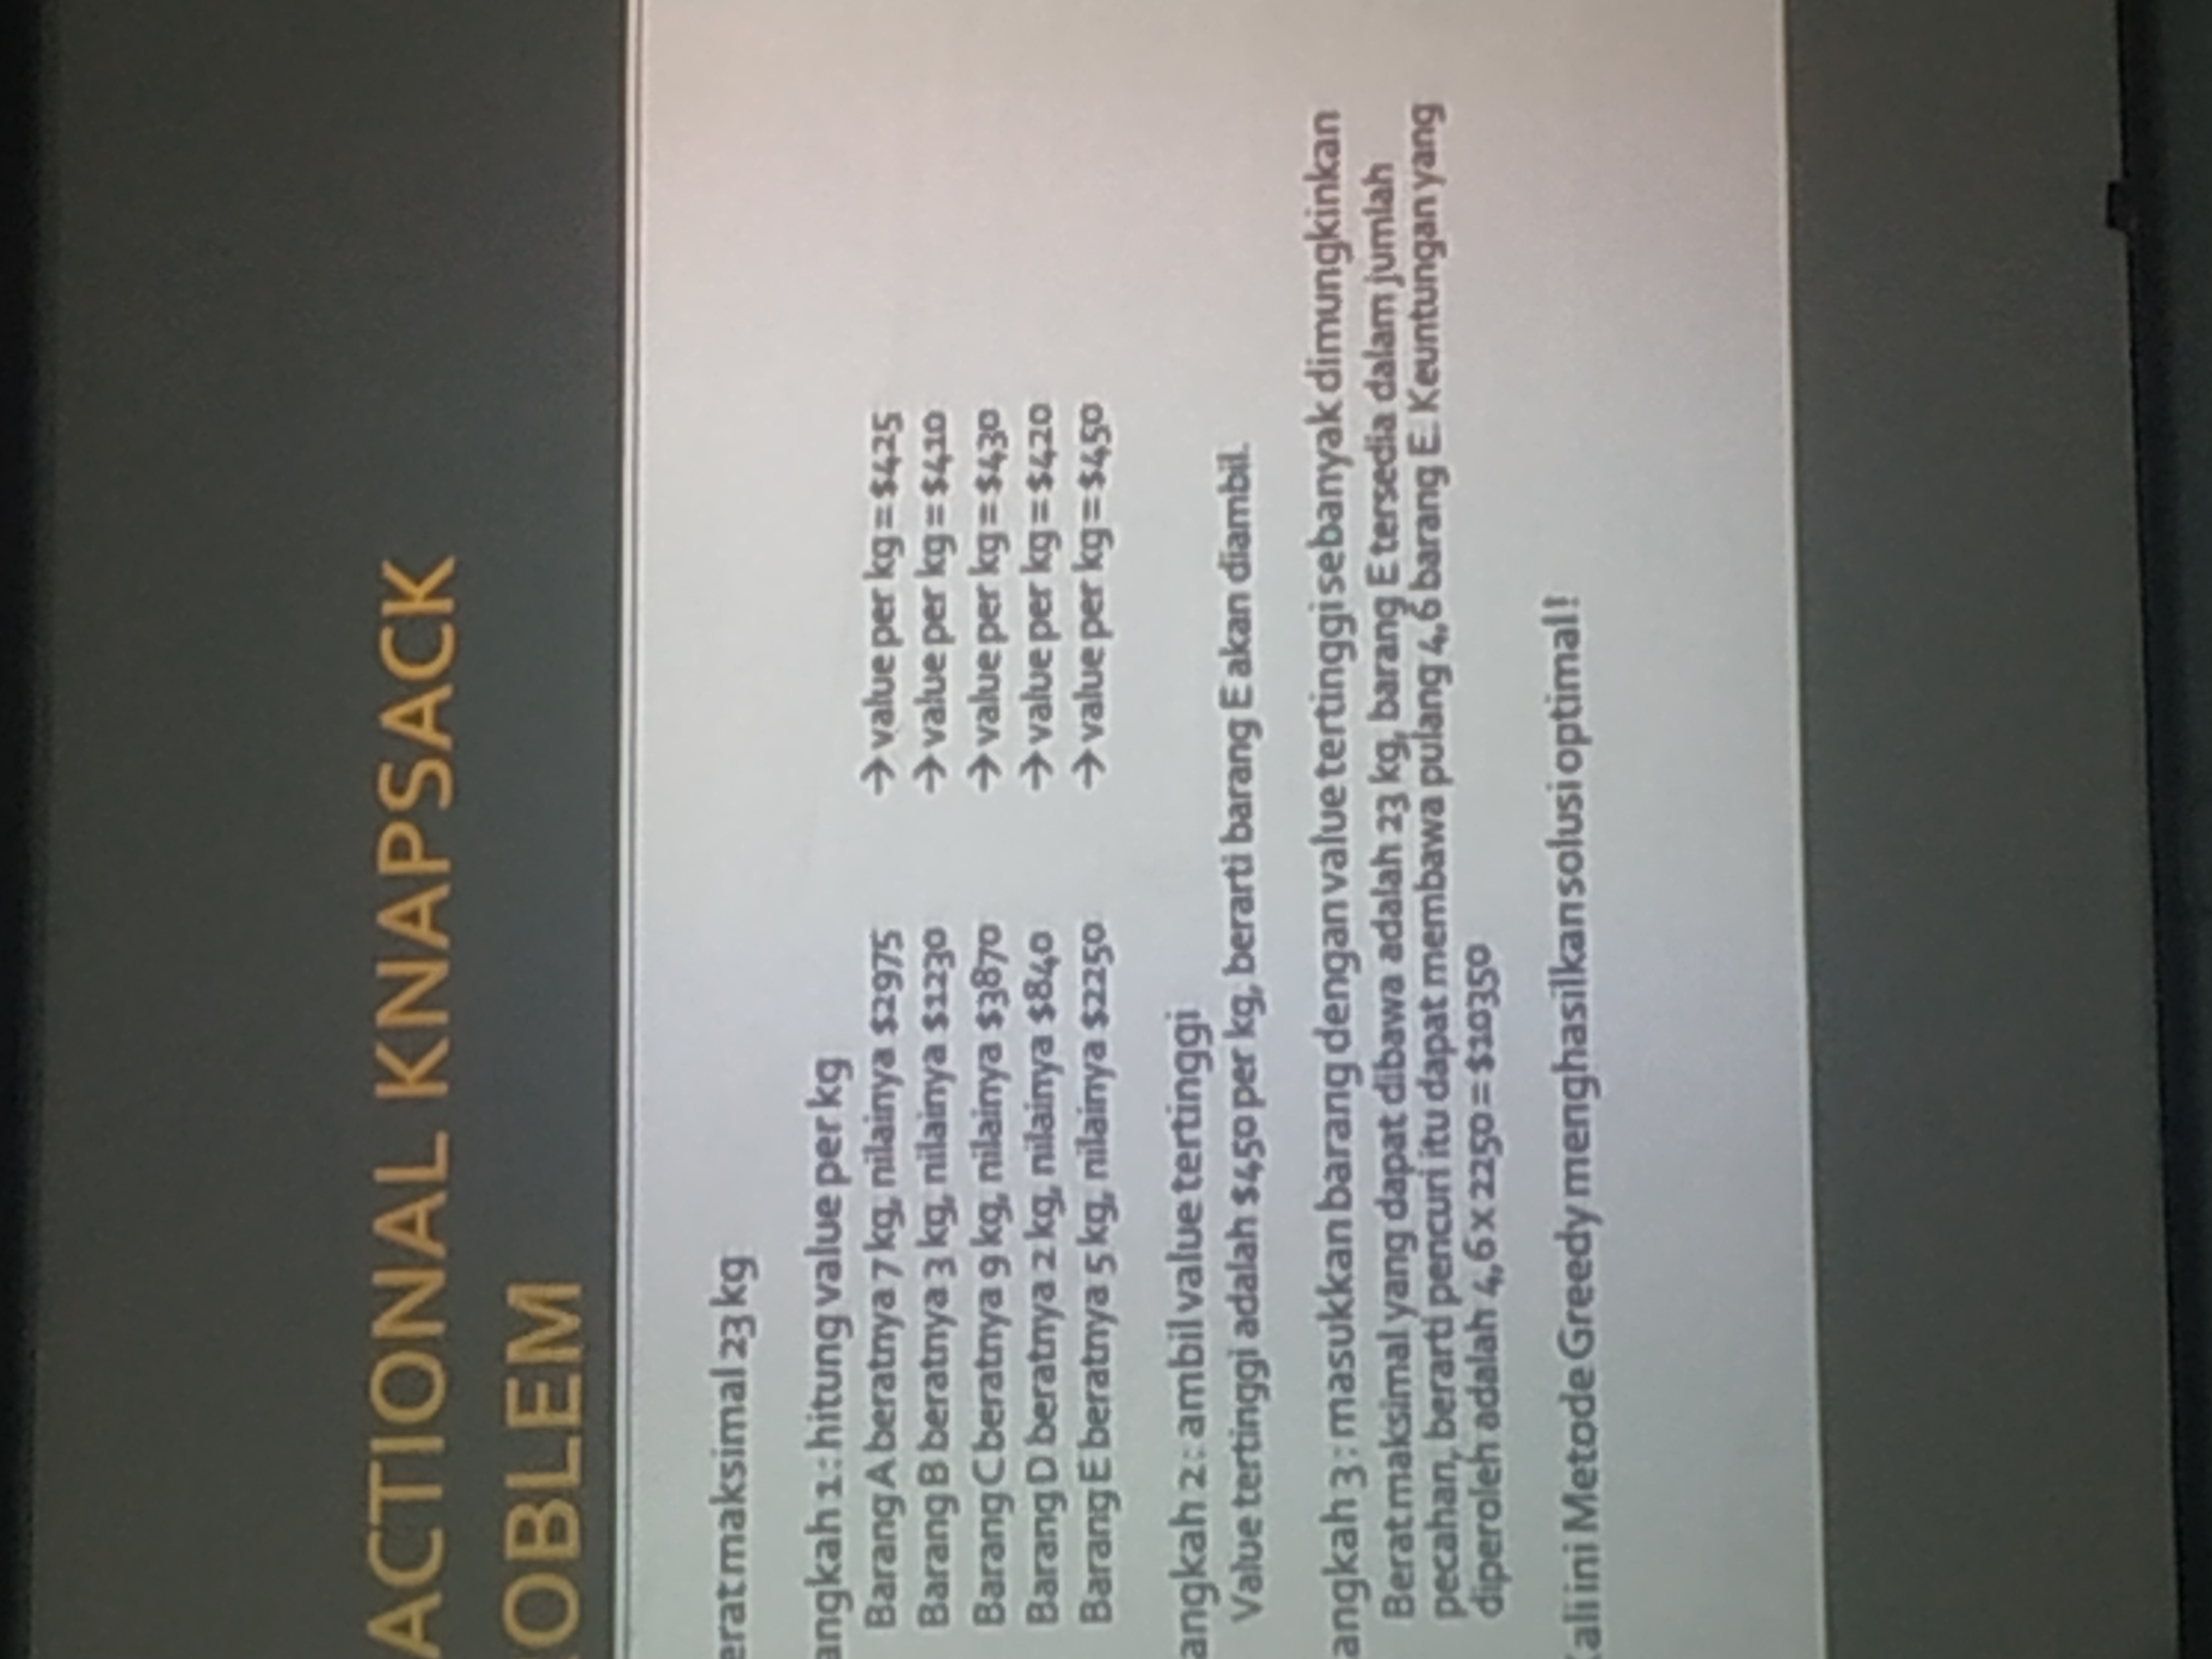 ACTIONAL KNAPSACK
ROBLEM
erat maksimal 23 kg
angkah 1 : hitung value per kg
Barang A beratnya 7 kg, nilainya $2975 → value per kg = $425
Barang B beratnya 3 kg, nilainya $1230 → value per kg = $410
Barang C beratnya 9 kg, nilainya $3870 → value per kg = $430
Barang D beratnya 2 kg, nilainya $840 → value per kg = $420
Barang E beratnya 5 kg, nilainya $2250 → value per kg = $450
angkah 2 : ambil value tertinggi
Value tertinggi adalah $450 per kg, berarti barang E akan diambil.
angkah 3 : masukkan barang dengan value tertinggi sebanyak dimungkinkan
Berat maksimal yang dapat dibawa adalah 23 kg, barang E tersedia dalam jumlah
pecahan, berarti pencuri itu dapat membawa pulang 4,6 barang E. Keuntungan yang
diperoleh adalah 4,6 x 2250 = $10350
Kali ini Metode Greedy menghasilkan solusi optimal !